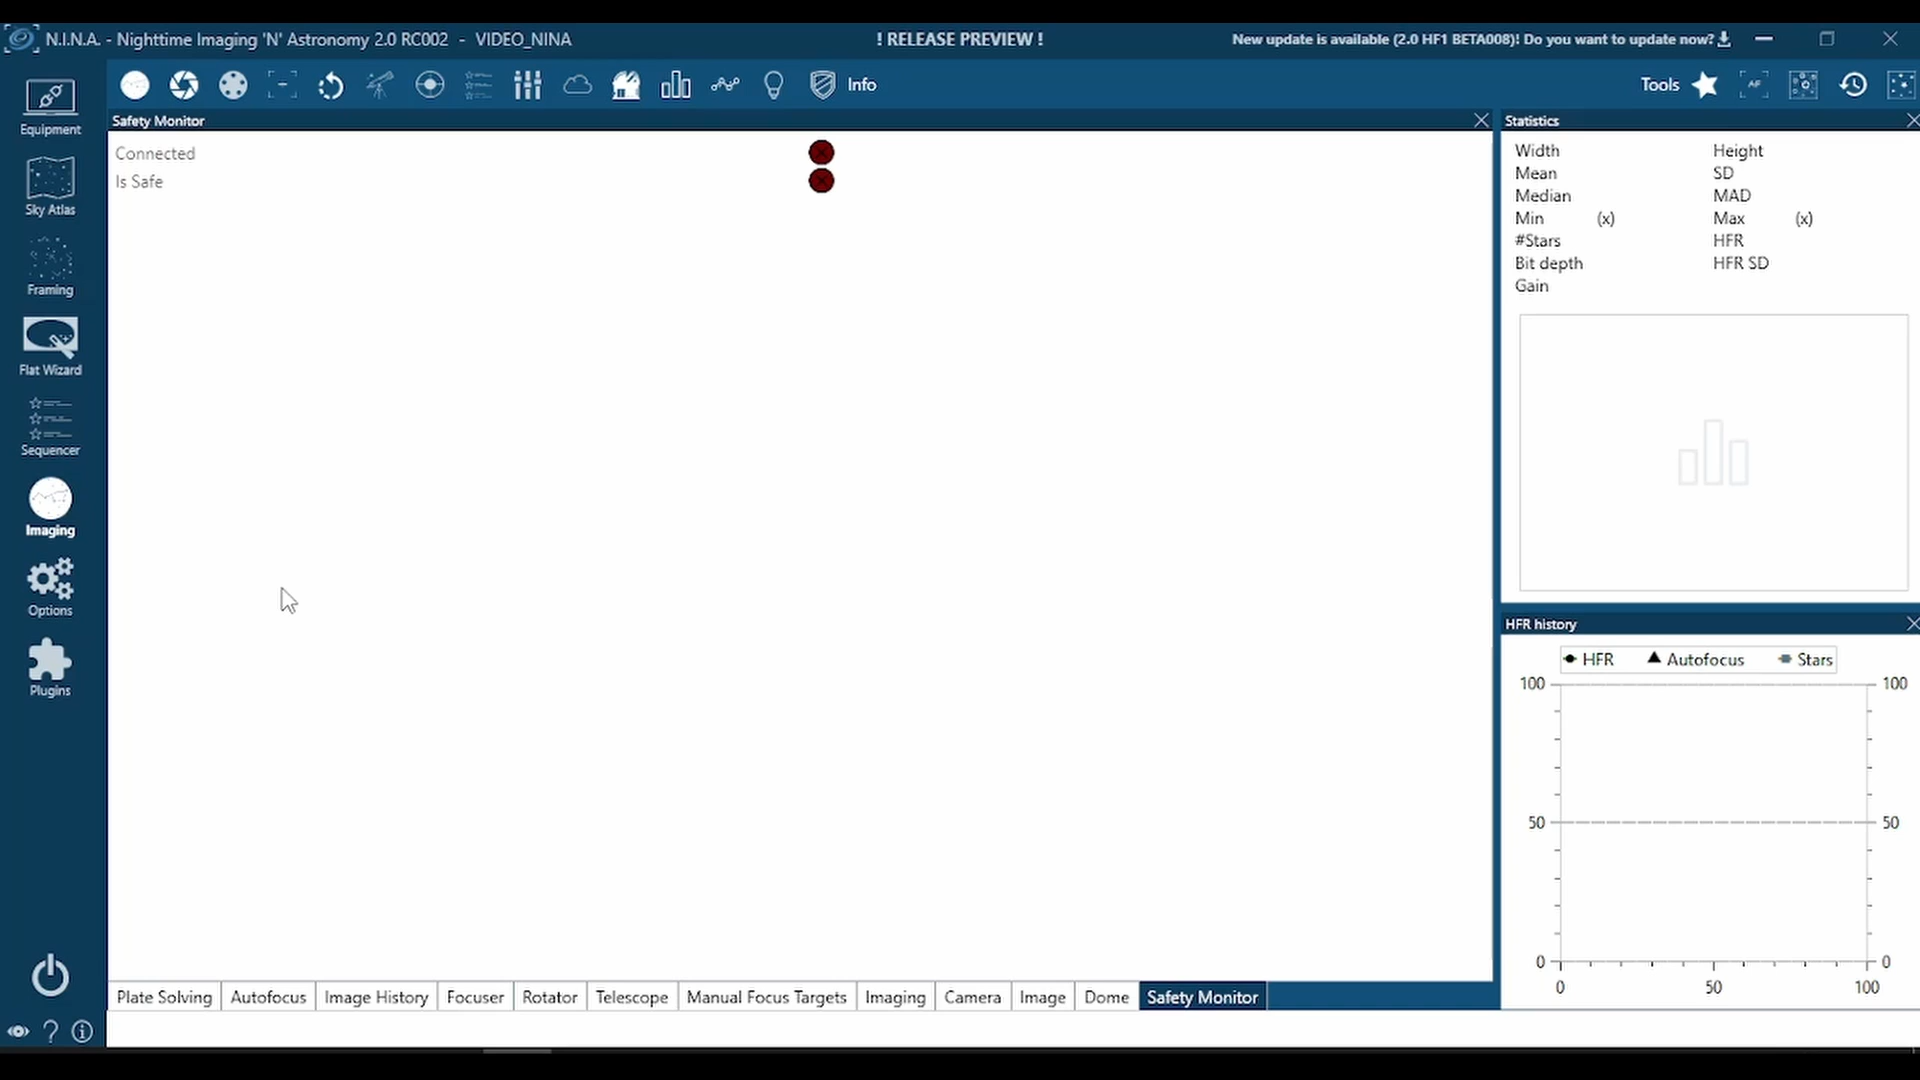 N.I.N.A. - Nighttime Imaging 'N' Astronomy 2.0 RC002 - VIDEO_NINA
! RELEASE PREVIEW !
New update is available (2.0 HF1 BETA008)! Do you want to update now?
Info
Tools
AF
Equipment
Sky Atlas
Framing
Flat Wizard
Sequencer
Imaging
Options
Plugins
Safety Monitor
Connected
Is Safe
Statistics
Width Height
Mean SD
Median MAD
Min (x) Max (x)
#Stars HFR
Bit depth HFR SD
Gain
HFR history
HFR Autofocus Stars
100 100
50 50
0 0
0 50 100
Plate Solving Autofocus Image History Focuser Rotator Telescope Manual Focus Targets Imaging Camera Image Dome Safety Monitor